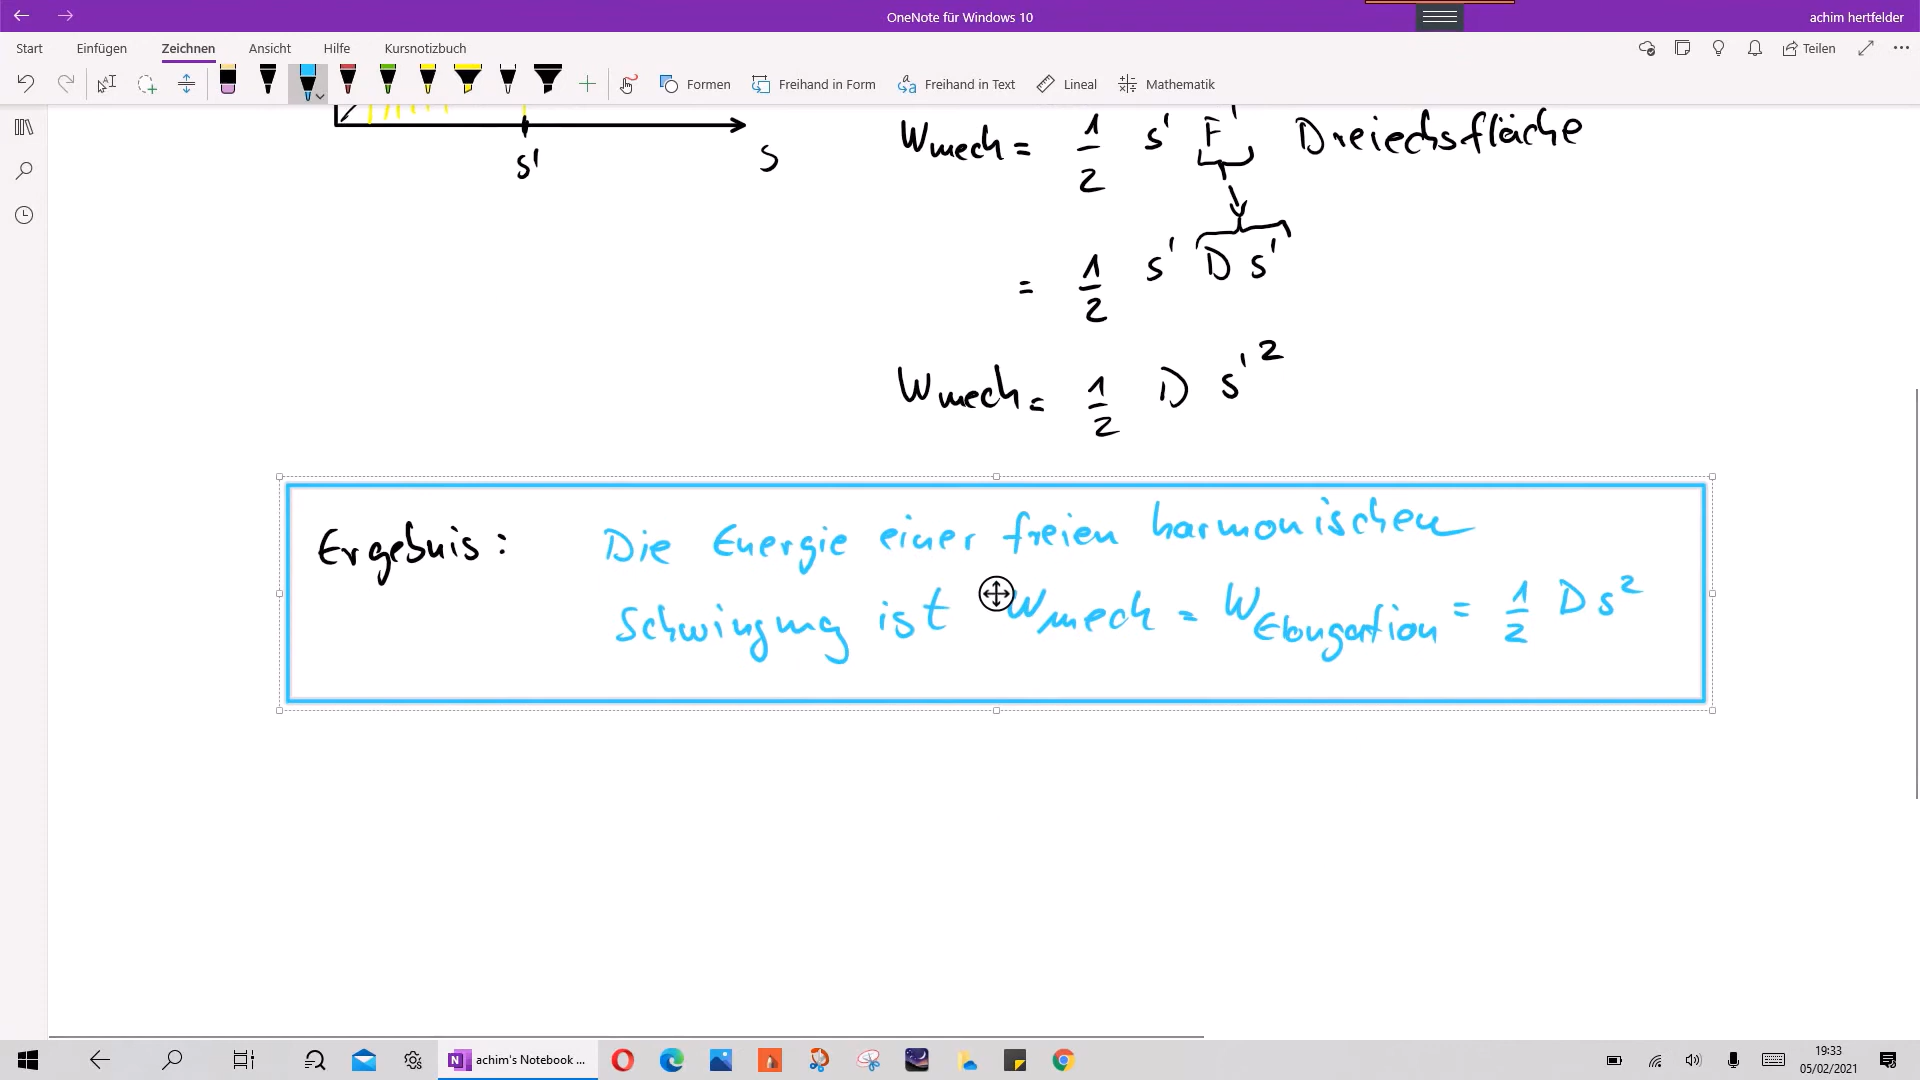 OneNote für Windows 10
achim hertfelder
Start Einfügen Zeichnen Ansicht Hilfe Kursnotizbuch
Teilen
Formen Freihand in Form Freihand in Text Lineal Mathematik
s' s
Wmech = 1/2 s' F' Dreiecksfläche
= 1/2 s' D s'
Wmech = 1/2 D s'²
Ergebnis: Die Energie einer freien harmonischen
Schwingung ist Wmech = WElongation = 1/2 D s²
achim's Notebook ...
19:33
05/02/2021